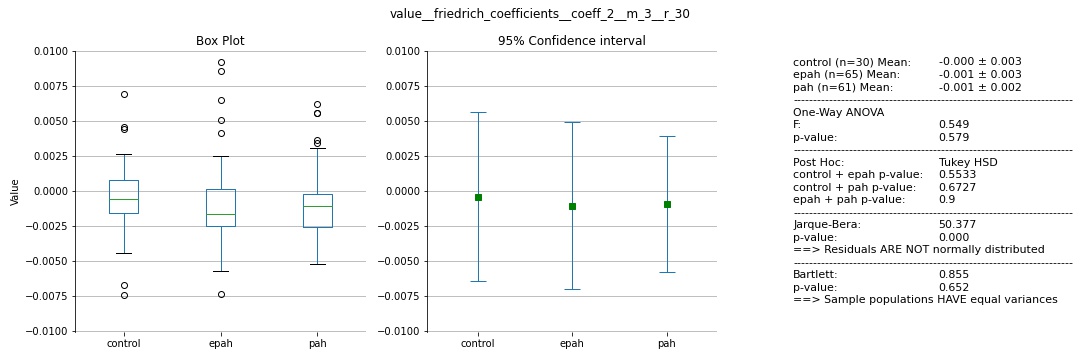 value__friedrich_coefficients__coeff_2__m_3__r_30
Box Plot
Value
0.0100
0.0075
0.0050
0.0025
0.0000
−0.0025
−0.0050
−0.0075
−0.0100
control epah pah
95% Confidence interval
0.0100
0.0075
0.0050
0.0025
0.0000
−0.0025
−0.0050
−0.0075
−0.0100
control epah pah
control (n=30) Mean: -0.000 ± 0.003
epah (n=65) Mean: -0.001 ± 0.003
pah (n=61) Mean: -0.001 ± 0.002
One-Way ANOVA
F: 0.549
p-value: 0.579
Post Hoc: Tukey HSD
control + epah p-value: 0.5533
control + pah p-value: 0.6727
epah + pah p-value: 0.9
Jarque-Bera: 50.377
p-value: 0.000
==> Residuals ARE NOT normally distributed
Bartlett: 0.855
p-value: 0.652
==> Sample populations HAVE equal variances